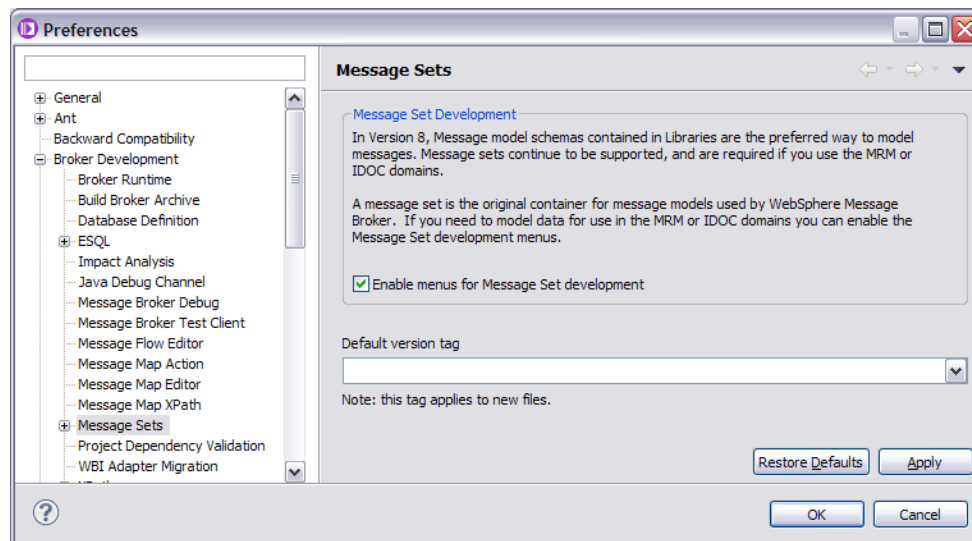 Preferences
Message Sets
General
Ant
Backward Compatibility
Broker Development
Broker Runtime
Build Broker Archive
Database Definition
ESQL
Impact Analysis
Java Debug Channel
Message Broker Debug
Message Broker Test Client
Message Flow Editor
Message Map Action
Message Map Editor
Message Map XPath
Message Sets
Project Dependency Validation
WBI Adapter Migration
Message Set Development
In Version 8, Message model schemas contained in Libraries are the preferred way to model
messages. Message sets continue to be supported, and are required if you use the MRM or
IDOC domains.
A message set is the original container for message models used by WebSphere Message
Broker. If you need to model data for use in the MRM or IDOC domains you can enable the
Message Set development menus.
Enable menus for Message Set development
Default version tag
Note: this tag applies to new files.
Restore Defaults
Apply
OK
Cancel